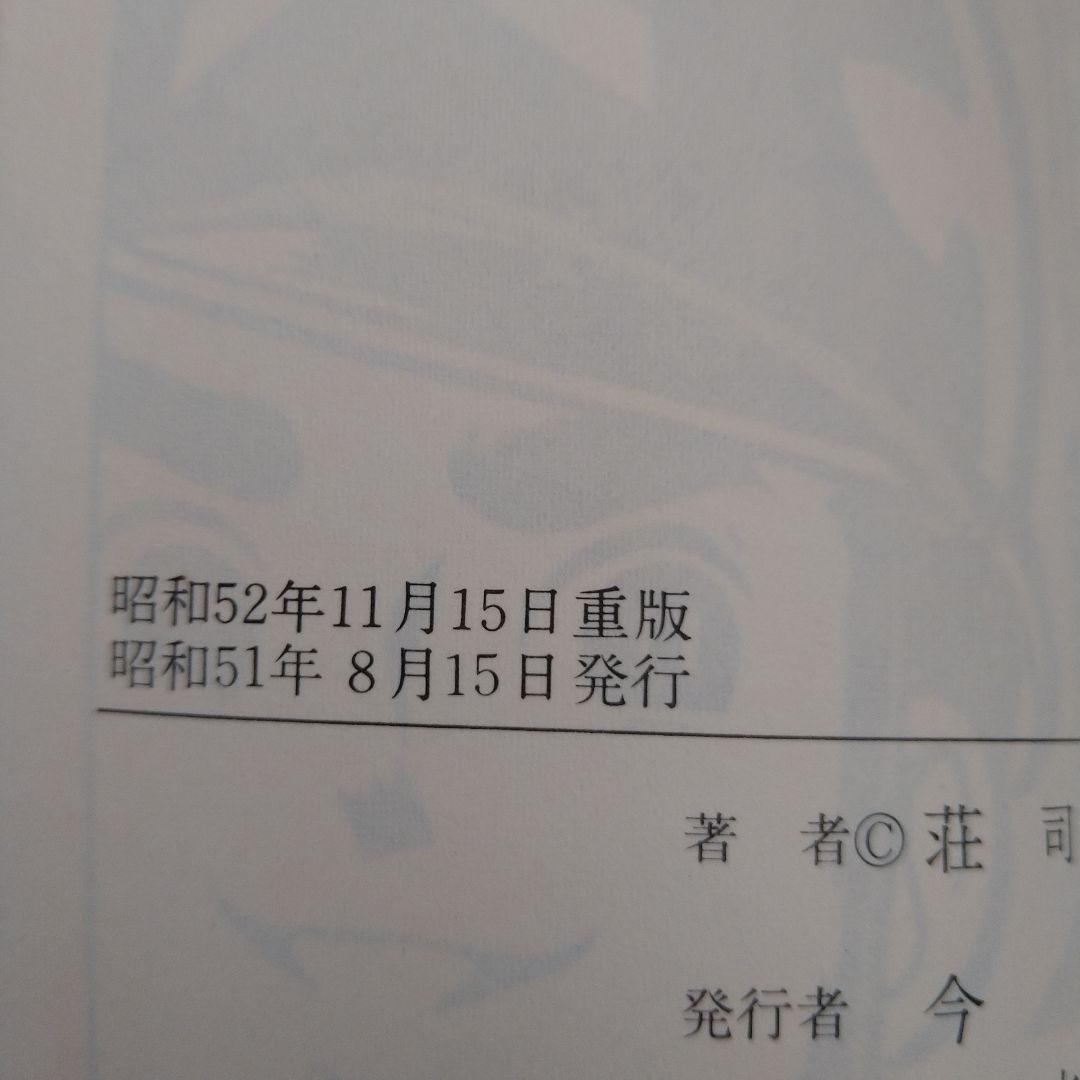 昭和52年11月15日重版
昭和51年 8月15日発行
著　者©荘 司
発行者　今